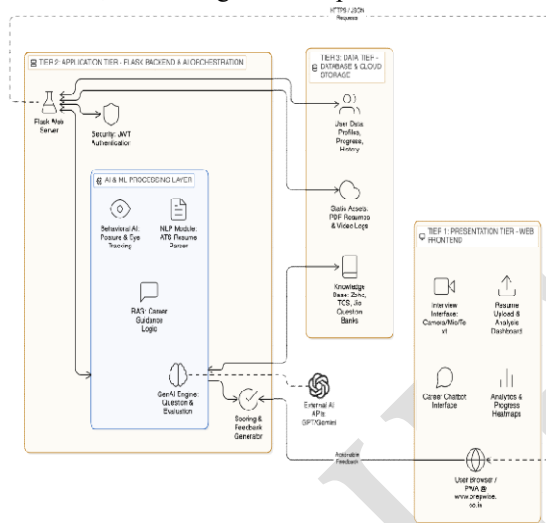 HTTPS / JSON
Requests
TIER 2: APPLICATION TIER - FLASK BACKEND & AI ORCHESTRATION
Flask Web
Server
Security: JWT
Authentication
AI & ML PROCESSING LAYER
Behavioral AI:
Posture & Eye
Tracking
NLP Module:
ATS Resume
Parser
RAG: Career
Guidance
Logic
GenAI Engine:
Question &
Evaluation
Scoring &
Feedback
Generator
TIER 3: DATA TIER -
DATABASE & CLOUD
STORAGE
User Data:
Profiles,
Progress,
History
Static Assets:
PDF Resumes
& Video Logs
Knowledge
Base: Zoho,
TCS, Jio
Question
Banks
External AI
APIs
GPT/Gemini
Actionable
Feedback
TIER 1: PRESENTATION TIER - WEB
FRONTEND
Interview
Interface:
Camera/Mic/Te
xt
Resume
Upload &
Analysis
Dashboard
Career Chatbot
Interface
Analytics &
Progress
Heatmaps
User Browser /
PWA @
www.prepwise.
co.in